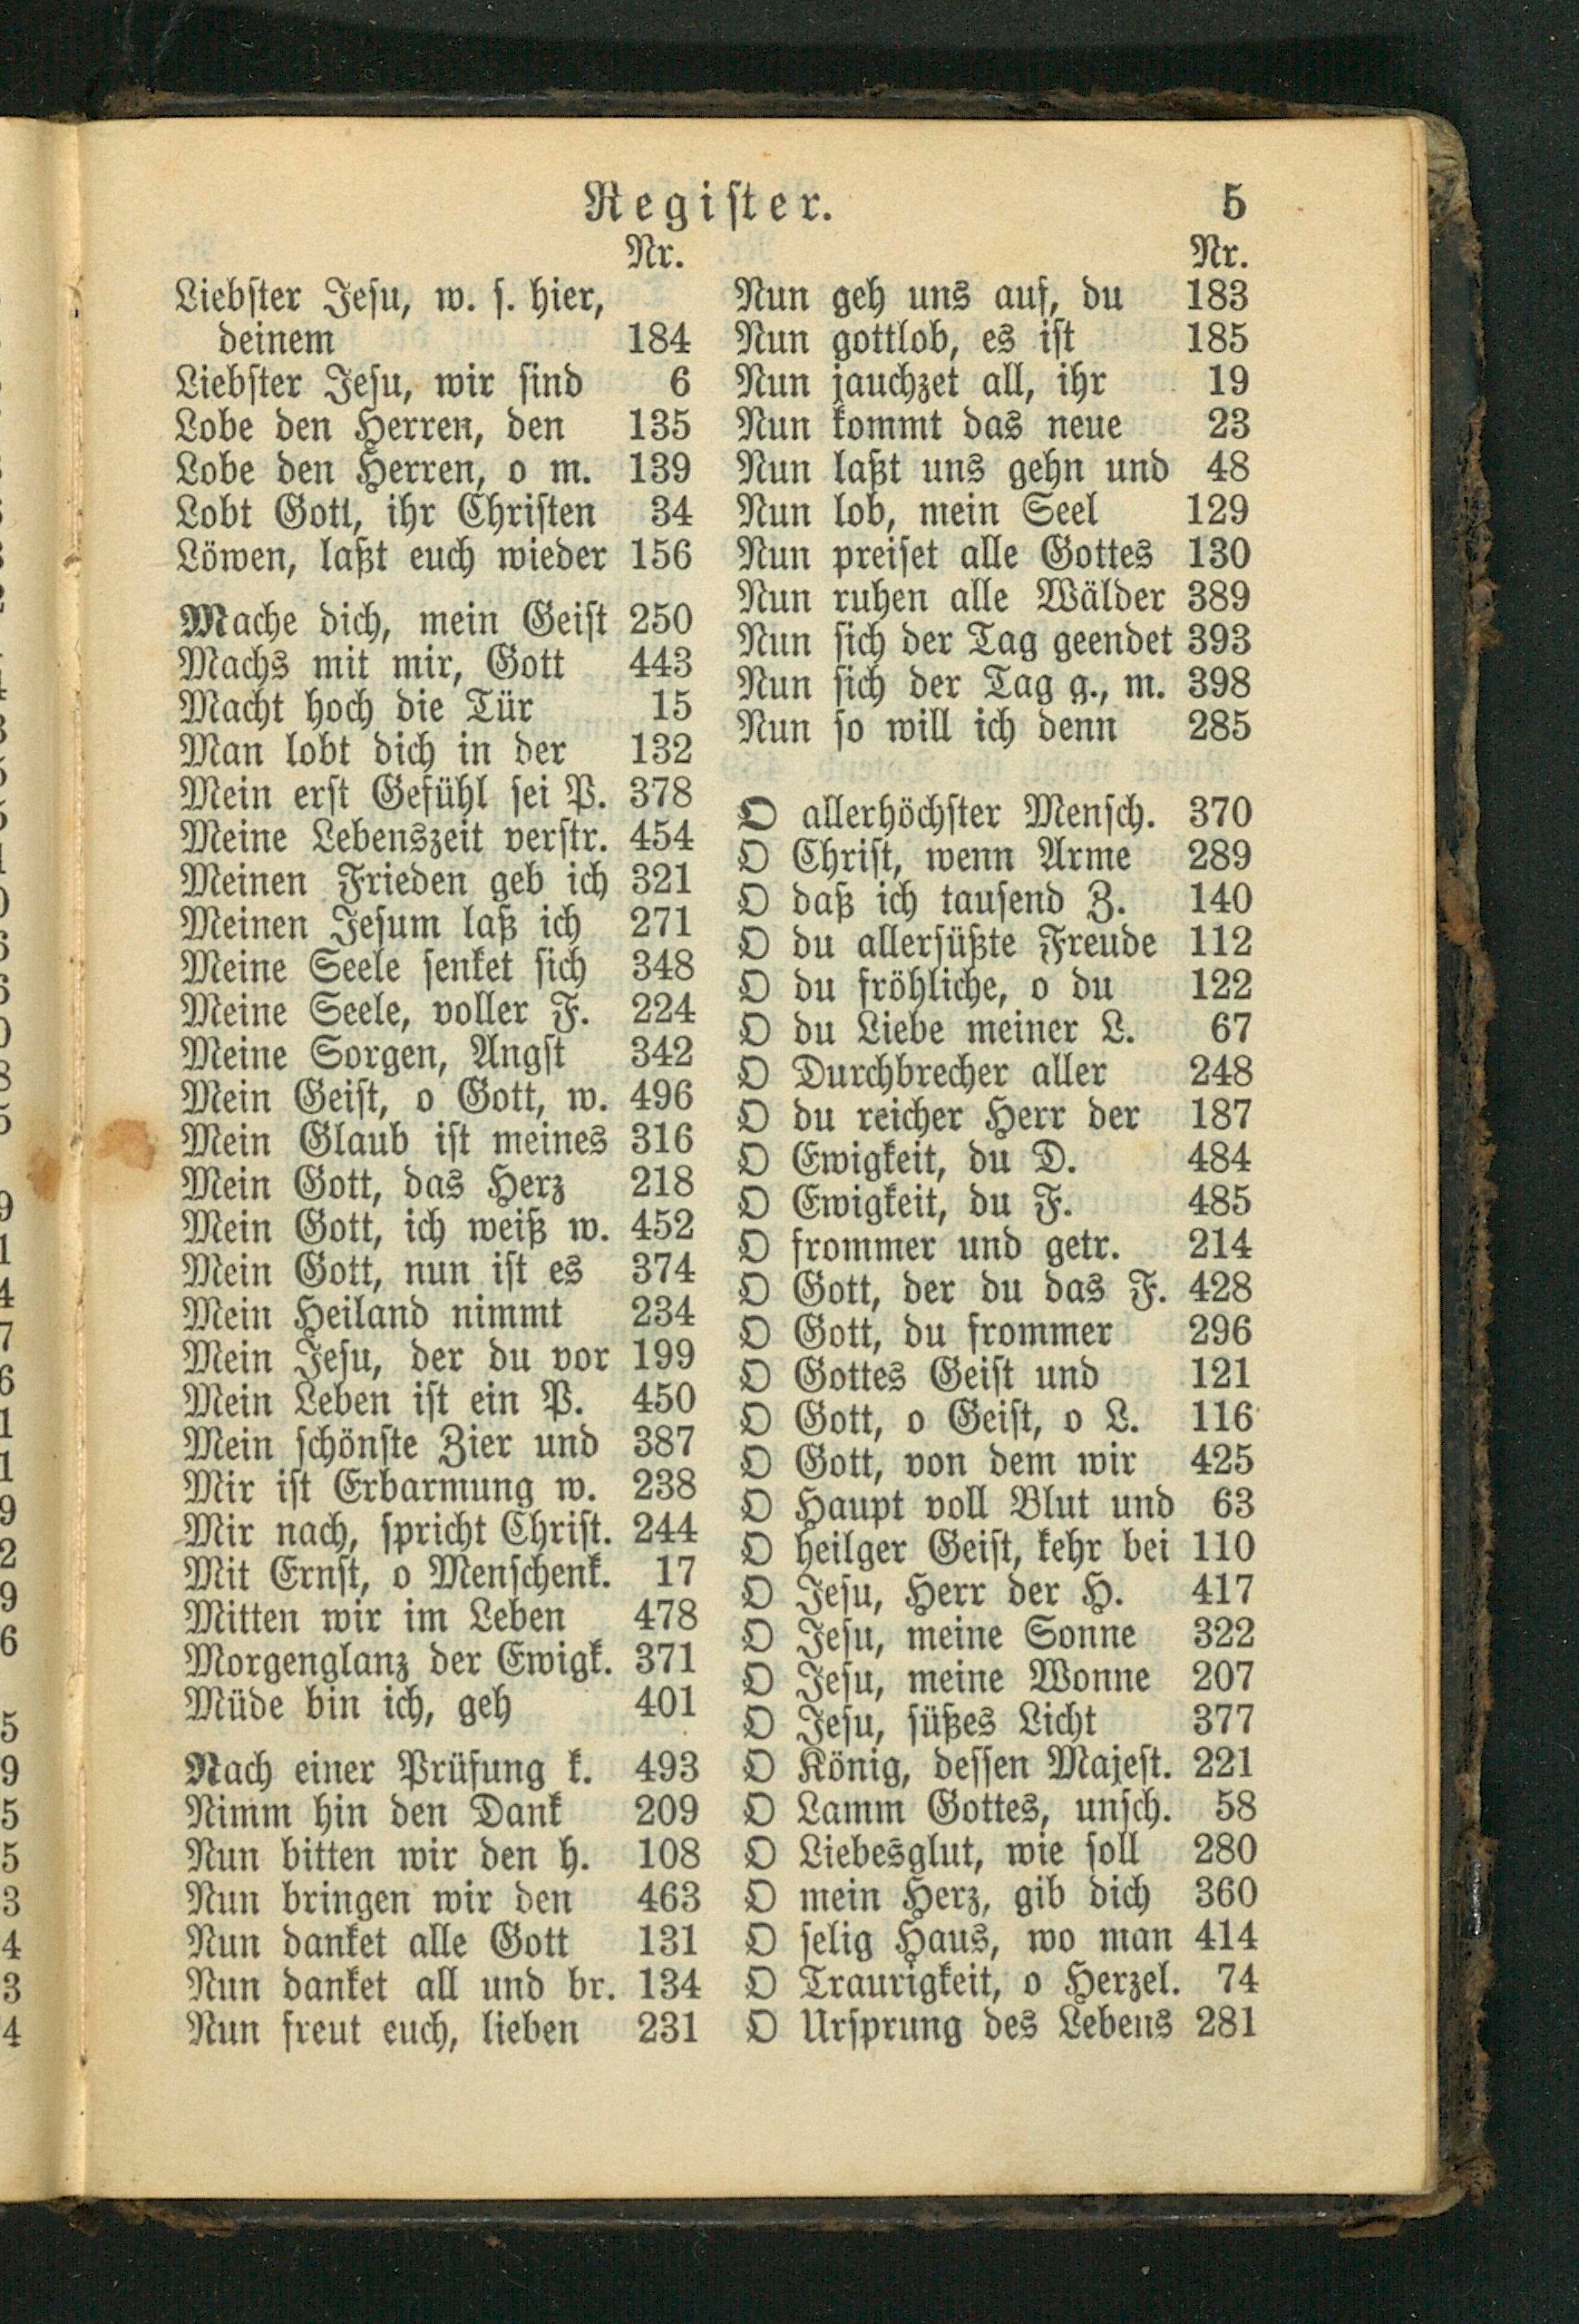 Register. 5
Nr.
Liebster Jesu, w. s. hier,
deinem 184
Liebster Jesu, wir sind 6
Lobe den Herren, den 135
Lobe den Herren, o m. 139
Lobt Gott, ihr Christen 34
Löwen, laßt euch wieder 156
Mache dich, mein Geist 250
Machs mit mir, Gott 443
Macht hoch die Tür 15
Man lobt dich in der 132
Mein erst Gefühl sei P. 378
Meine Lebenszeit verstr. 454
Meinen Frieden geb ich 321
Meinen Jesum laß ich 271
Meine Seele senket sich 348
Meine Seele, voller F. 224
Meine Sorgen, Angst 342
Mein Geist, o Gott, w. 496
Mein Glaub ist meines 316
Mein Gott, das Herz 218
Mein Gott, ich weiß w. 452
Mein Gott, nun ist es 374
Mein Heiland nimmt 234
Mein Jesu, der du vor 199
Mein Leben ist ein P. 450
Mein schönste Zier und 387
Mir ist Erbarmung w. 238
Mir nach, spricht Christ. 244
Mit Ernst, o Menschenk. 17
Mitten wir im Leben 478
Morgenglanz der Ewigk. 371
Müde bin ich, geh 401
Nach einer Prüfung k. 493
Nimm hin den Dank 209
Nun bitten wir den h. 108
Nun bringen wir den 463
Nun danket alle Gott 131
Nun danket all und br. 134
Nun freut euch, lieben 231
Nr.
Nun geh uns auf, du 183
Nun gottlob, es ist 185
Nun jauchzet all, ihr 19
Nun kommt das neue 23
Nun laßt uns gehn und 48
Nun lob, mein Seel 129
Nun preiset alle Gottes 130
Nun ruhen alle Wälder 389
Nun sich der Tag geendet 393
Nun sich der Tag g., m. 398
Nun so will ich denn 285
O allerhöchster Mensch. 370
O Christ, wenn Arme 289
O daß ich tausend Z. 140
O du allersüßte Freude 112
O du fröhliche, o du 122
O du Liebe meiner L. 67
O Durchbrecher aller 248
O du reicher Herr der 187
O Ewigkeit, du D. 484
O Ewigkeit, du F. 485
O frommer und getr. 214
O Gott, der du das F. 428
O Gott, du frommer 296
O Gottes Geist und 121
O Gott, o Geist, o L. 116
O Gott, von dem wir 425
O Haupt voll Blut und 63
O heilger Geist, kehr bei 110
O Jesu, Herr der H. 417
O Jesu, meine Sonne 322
O Jesu, meine Wonne 207
O Jesu, süßes Licht 377
O König, dessen Majest. 221
O Lamm Gottes, unsch. 58
O Liebesglut, wie soll 280
O mein Herz, gib dich 360
O selig Haus, wo man 414
O Traurigkeit, o Herzel. 74
O Ursprung des Lebens 281